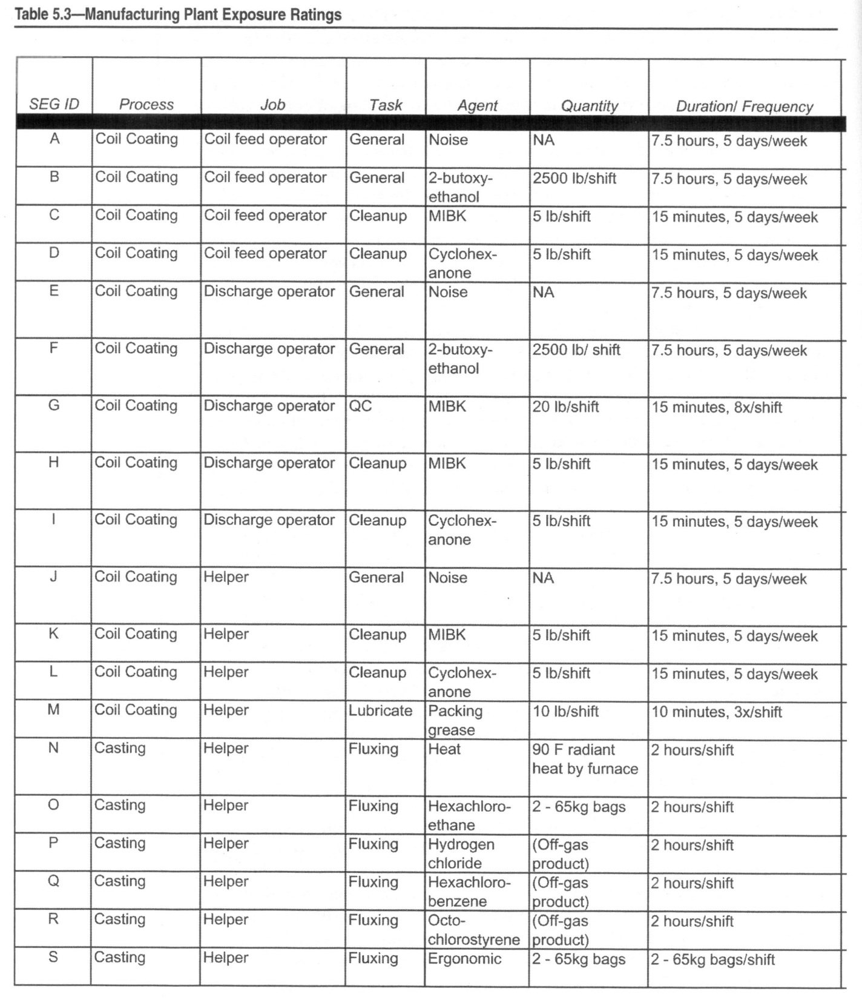 Table 5.3—Manufacturing Plant Exposure Ratings
SEG ID Process Job Task Agent Quantity Duration/ Frequency
A Coil Coating Coil feed operator General Noise NA 7.5 hours, 5 days/week
B Coil Coating Coil feed operator General 2-butoxy- 2500 lb/shift 7.5 hours, 5 days/week
ethanol
C Coil Coating Coil feed operator Cleanup MIBK 5 lb/shift 15 minutes, 5 days/week
D Coil Coating Coil feed operator Cleanup Cyclohex- 5 lb/shift 15 minutes, 5 days/week
anone
E Coil Coating Discharge operator General Noise NA 7.5 hours, 5 days/week
F Coil Coating Discharge operator General 2-butoxy- 2500 lb/ shift 7.5 hours, 5 days/week
ethanol
G Coil Coating Discharge operator QC MIBK 20 lb/shift 15 minutes, 8x/shift
H Coil Coating Discharge operator Cleanup MIBK 5 lb/shift 15 minutes, 5 days/week
I Coil Coating Discharge operator Cleanup Cyclohex- 5 lb/shift 15 minutes, 5 days/week
anone
J Coil Coating Helper General Noise NA 7.5 hours, 5 days/week
K Coil Coating Helper Cleanup MIBK 5 lb/shift 15 minutes, 5 days/week
L Coil Coating Helper Cleanup Cyclohex- 5 lb/shift 15 minutes, 5 days/week
anone
M Coil Coating Helper Lubricate Packing 10 lb/shift 10 minutes, 3x/shift
grease
N Casting Helper Fluxing Heat 90 F radiant 2 hours/shift
heat by furnace
O Casting Helper Fluxing Hexachloro- 2 - 65kg bags 2 hours/shift
ethane
P Casting Helper Fluxing Hydrogen (Off-gas 2 hours/shift
chloride product)
Q Casting Helper Fluxing Hexachloro- (Off-gas 2 hours/shift
benzene product)
R Casting Helper Fluxing Octo- (Off-gas 2 hours/shift
chlorostyrene product)
S Casting Helper Fluxing Ergonomic 2 - 65kg bags 2 - 65kg bags/shift